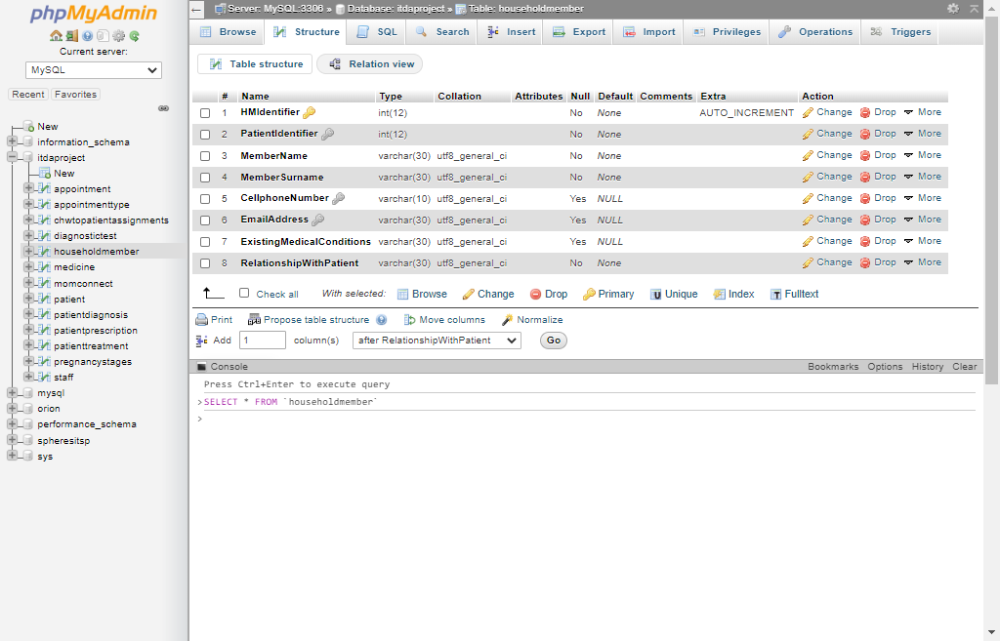 phpMyAdmin
Current server:
MySQL
Recent Favorites
New
information_schema
itdaproject
New
appointment
appointmenttype
chwtopatientassignments
diagnostictest
householdmember
medicine
momconnect
patient
patientdiagnosis
patientprescription
patienttreatment
pregnancystages
staff
mysql
orion
performance_schema
spheresitsp
sys
Server: MySQL:3306 » Database: itdaproject » Table: householdmember
Browse Structure SQL Search Insert Export Import Privileges Operations Triggers
Table structure Relation view
# Name Type Collation Attributes Null Default Comments Extra Action
1 HMIdentifier int(12) No None AUTO_INCREMENT Change Drop More
2 PatientIdentifier int(12) No None Change Drop More
3 MemberName varchar(30) utf8_general_ci No None Change Drop More
4 MemberSurname varchar(30) utf8_general_ci No None Change Drop More
5 CellphoneNumber varchar(10) utf8_general_ci Yes NULL Change Drop More
6 EmailAddress varchar(30) utf8_general_ci Yes NULL Change Drop More
7 ExistingMedicalConditions varchar(30) utf8_general_ci Yes NULL Change Drop More
8 RelationshipWithPatient varchar(30) utf8_general_ci No None Change Drop More
Check all With selected: Browse Change Drop Primary Unique Index Fulltext
Print Propose table structure Move columns Normalize
Add 1 column(s) after RelationshipWithPatient Go
Console Bookmarks Options History Clear
Press Ctrl+Enter to execute query
>SELECT * FROM `householdmember`
>